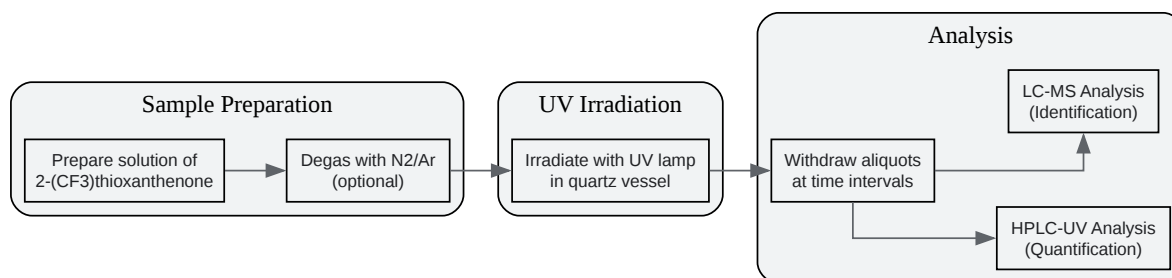 Sample Preparation
Prepare solution of
2-(CF3)thioxanthenone
Degas with N2/Ar
(optional)
UV Irradiation
Irradiate with UV lamp
in quartz vessel
Analysis
Withdraw aliquots
at time intervals
LC-MS Analysis
(Identification)
HPLC-UV Analysis
(Quantification)